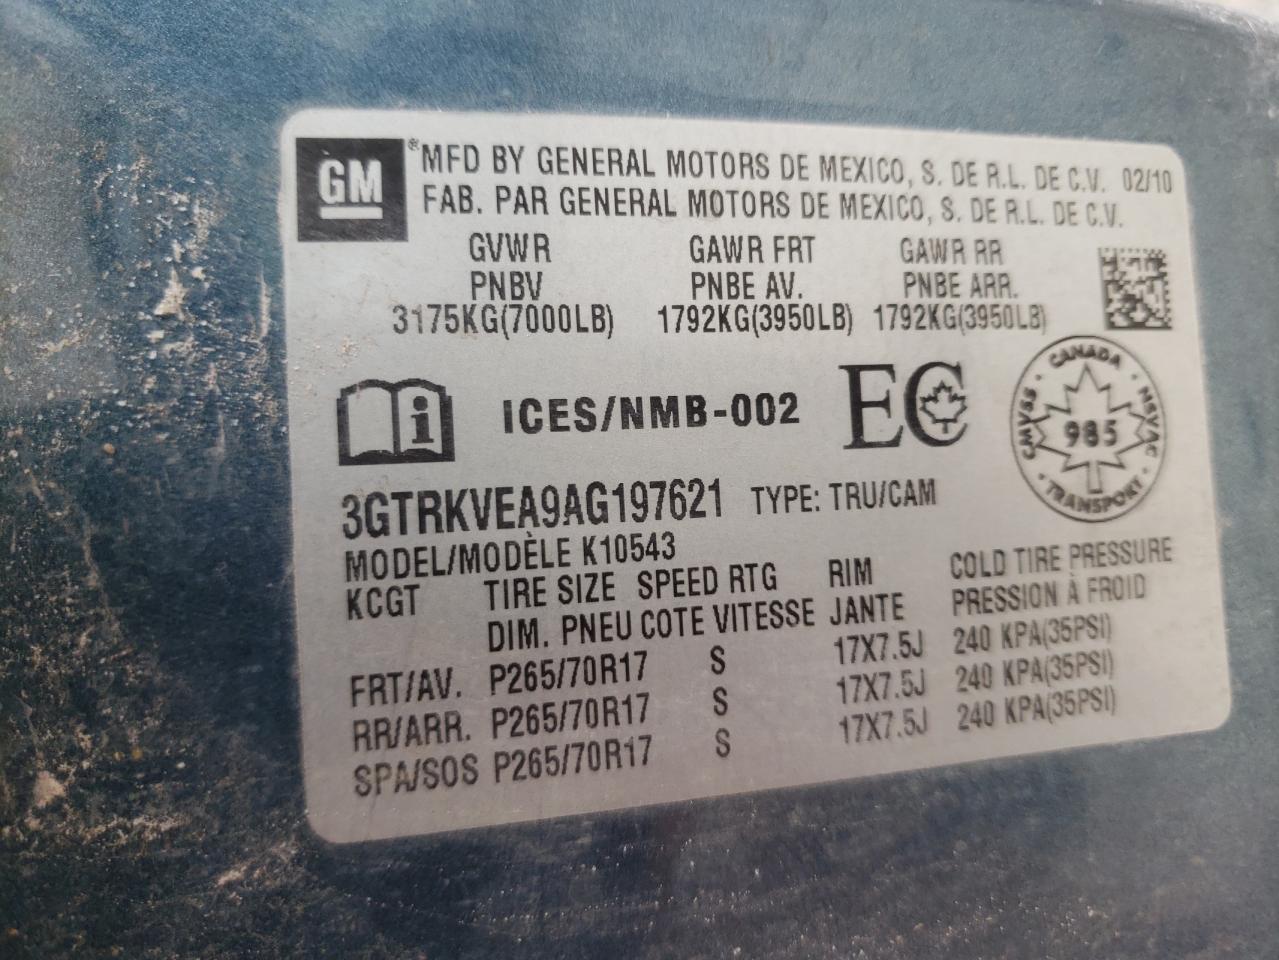 GM ® MFD BY GENERAL MOTORS DE MEXICO, S. DE R.L. DE C.V. 02/10
FAB. PAR GENERAL MOTORS DE MEXICO, S. DE R.L. DE C.V.
GVWR GAWR FRT GAWR RR
PNBV PNBE AV. PNBE ARR.
3175KG(7000LB) 1792KG(3950LB) 1792KG(3950LB)
i ICES/NMB-002 EC
CANADA
CMVSS · 985 · NSVAC
TRANSPORT
3GTRKVEA9AG197621 TYPE: TRU/CAM
MODEL/MODÈLE K10543
KCGT TIRE SIZE SPEED RTG RIM COLD TIRE PRESSURE
DIM. PNEU COTE VITESSE JANTE PRESSION À FROID
FRT/AV. P265/70R17 S 17X7.5J 240 KPA(35PSI)
RR/ARR. P265/70R17 S 17X7.5J 240 KPA(35PSI)
SPA/SOS P265/70R17 S 17X7.5J 240 KPA(35PSI)